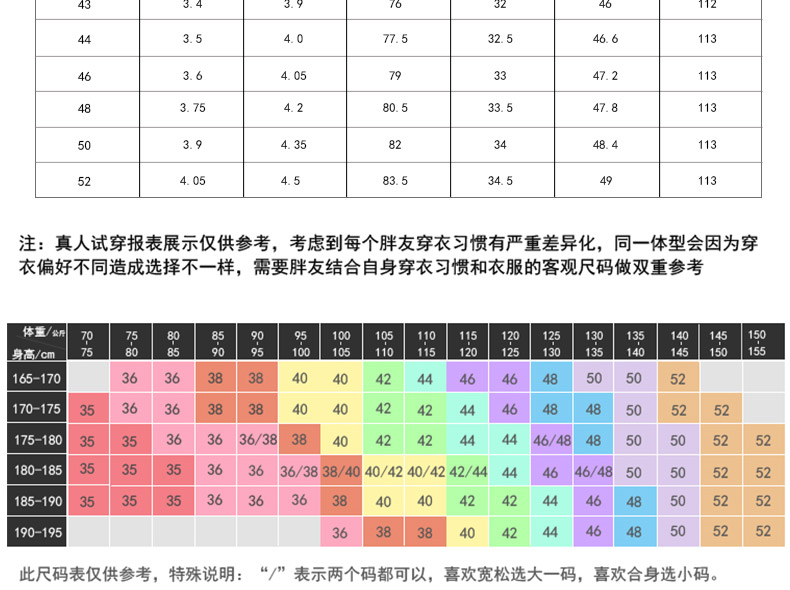 43 3.4 3.9 76 32 46 112
44 3.5 4.0 77.5 32.5 46.6 113
46 3.6 4.05 79 33 47.2 113
48 3.75 4.2 80.5 33.5 47.8 113
50 3.9 4.35 82 34 48.4 113
52 4.05 4.5 83.5 34.5 49 113
注：真人试穿报表展示仅供参考，考虑到每个胖友穿衣习惯有严重差异化，同一体型会因为穿
衣偏好不同造成选择不一样，需要胖友结合自身穿衣习惯和衣服的客观尺码做双重参考
体重/公斤 身高/cm 70-75 75-80 80-85 85-90 90-95 95-100 100-105 105-110 110-115 115-120 120-125 125-130 130-135 135-140 140-145 145-150 150-155
165-170 36 36 38 38 40 40 42 44 46 46 48 50 50 52
170-175 35 36 36 38 38 40 40 42 42 44 46 48 48 50 52 52
175-180 35 35 36 36 36/38 38 40 42 42 44 44 46/48 48 50 50 52 52
180-185 35 35 35 36 36 36/38 38/40 40/42 40/42 42/44 44 46 46/48 50 50 52 52
185-190 35 35 35 36 36 36 38 40 40 42 42 44 46 48 50 52 52
190-195 36 38 38 40 42 44 46 48 50 52 52
此尺码表仅供参考，特殊说明：“/”表示两个码都可以，喜欢宽松选大一码，喜欢合身选小码。